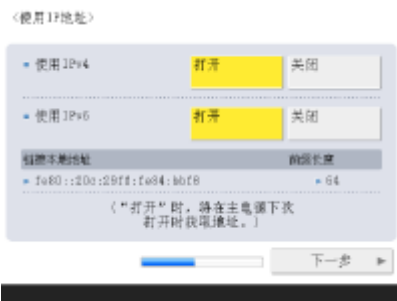 <使用IP地址>
使用IPv4 打开 关闭
使用IPv6 打开 关闭
链接本地地址 前缀长度
fe80::20c:29ff:fe84:bbf8 64
(“打开”时，将在主电源下次
打开时获取地址。)
下一步